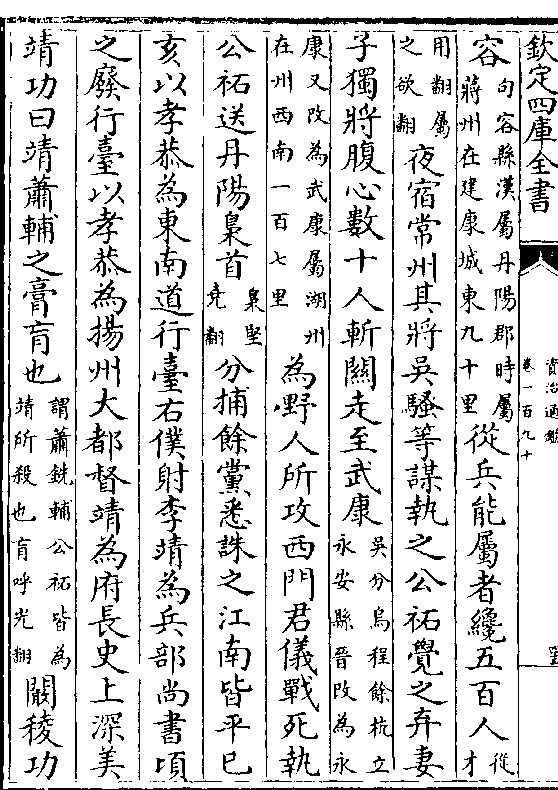 欽定四庫全書
資治通鑑
卷一百九十
容句容縣漢屬丹陽郡時屬蔣州在建康城東九十里從兵能屬者纔五百人從才
用翻屬之欲翻夜宿常州其將吳騷等謀執之公祏覺之弃妻
子獨將腹心數十人斬關走至武康吳分烏程餘杭立永安縣晉改為永
康又改為武康屬湖州在州西南一百七里為野人所攻西門君儀戰死執
公祏送丹陽梟首梟堅堯翻分捕餘黨悉誅之江南皆平巳
亥以孝恭為東南道行臺右僕射李靖為兵部尚書頃
之廢行臺以孝恭為揚州大都督靖為府長史上深美
靖功曰靖蕭輔之膏肓也謂蕭銑輔公祏皆為靖所殺也肓呼光翻闞稜功